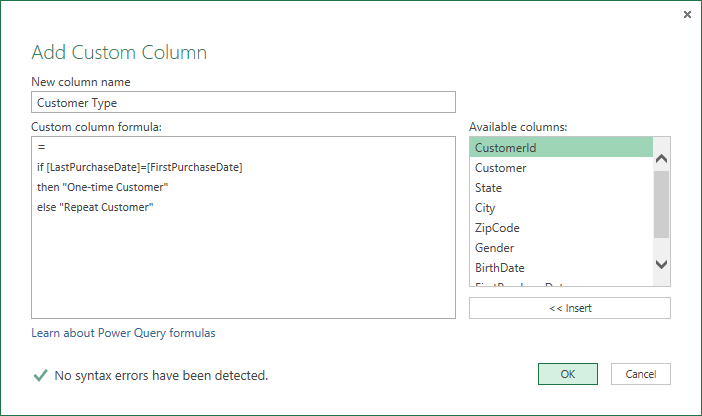 Add Custom Column
New column name
Customer Type
Custom column formula:
=
if [LastPurchaseDate]=[FirstPurchaseDate]
then "One-time Customer"
else "Repeat Customer"
Available columns:
CustomerId
Customer
State
City
ZipCode
Gender
BirthDate
<< Insert
Learn about Power Query formulas
No syntax errors have been detected.
OK
Cancel